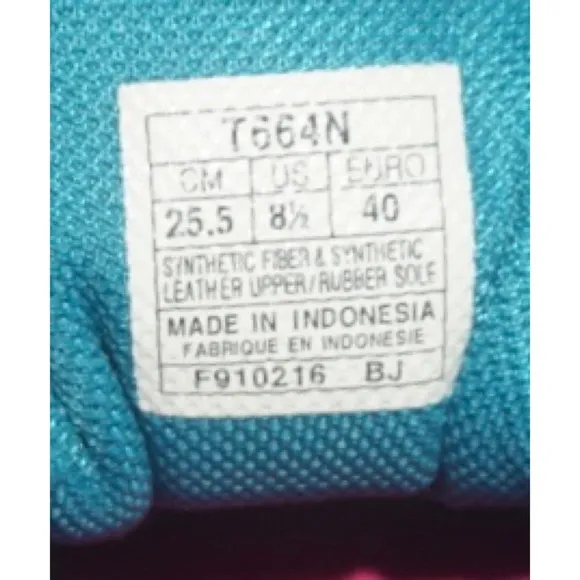 T664N
CM US EURO
25.5 8½ 40
SYNTHETIC FIBER & SYNTHETIC
LEATHER UPPER/RUBBER SOLE
MADE IN INDONESIA
FABRIQUE EN INDONESIE
F910216 BJ